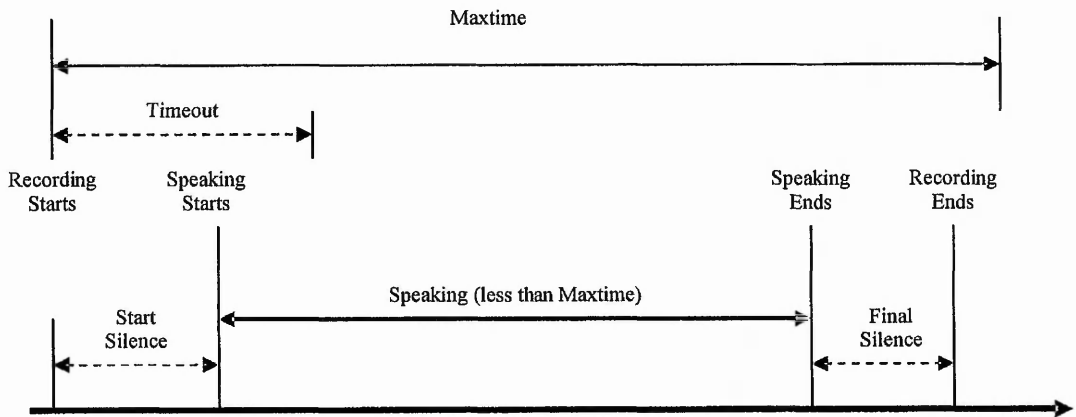 Maxtime
Timeout
Recording
Starts
Speaking
Starts
Speaking
Ends
Recording
Ends
Speaking (less than Maxtime)
Start
Silence
Final
Silence